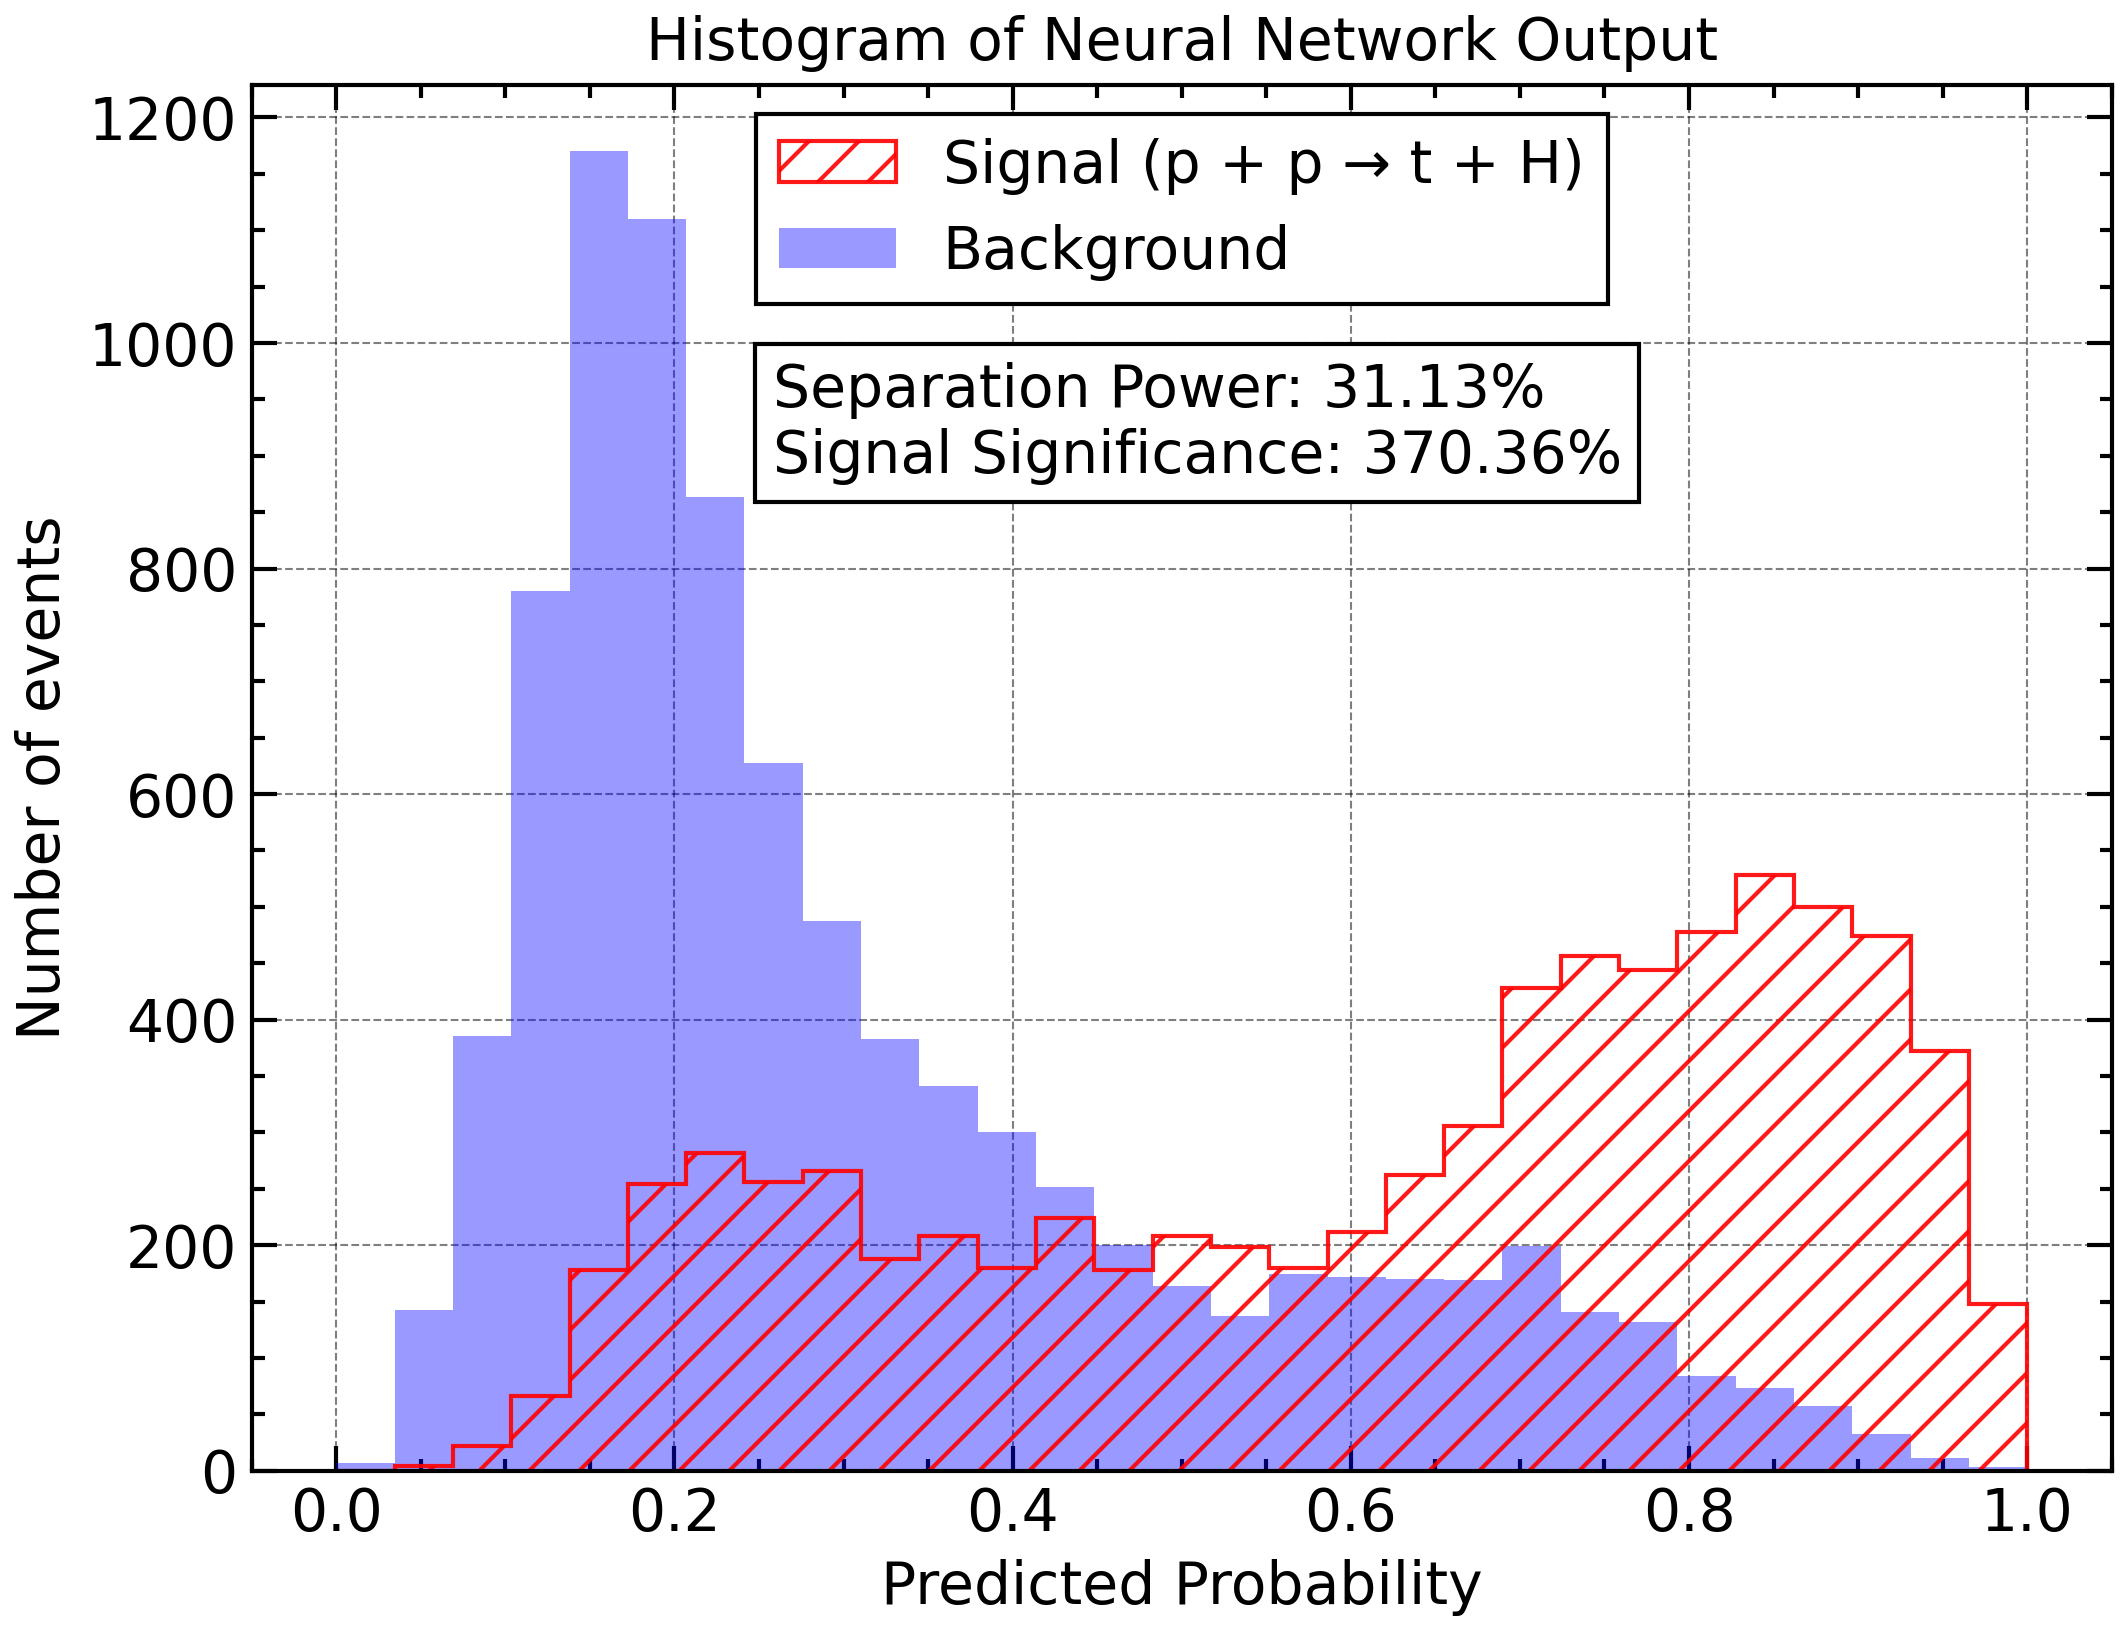 Histogram of Neural Network Output
Signal (p + p → t + H)
Background
Separation Power: 31.13%
Signal Significance: 370.36%
Number of events
1200
1000
800
600
400
200
0
0.0 0.2 0.4 0.6 0.8 1.0
Predicted Probability